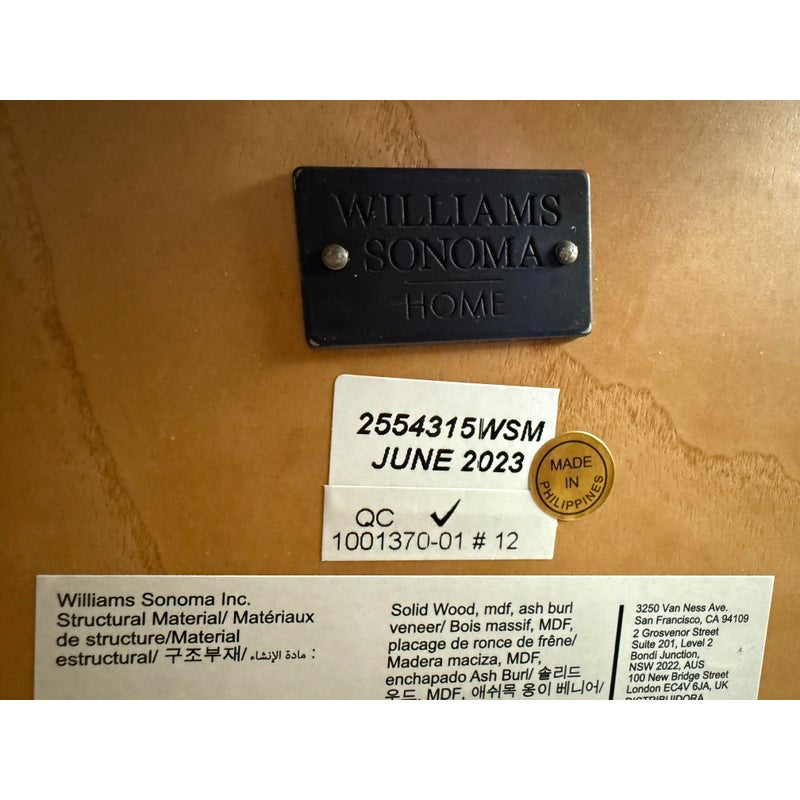 WILLIAMS
SONOMA
HOME
2554315WSM
JUNE 2023
MADE
IN
PHILIPPINES
QC ✓
1001370-01 # 12
Williams Sonoma Inc.
Structural Material/ Matériaux
de structure/Material
estructural/ 구조부재/ مادة الإنشاء :
Solid Wood, mdf, ash burl
veneer/ Bois massif, MDF,
placage de ronce de frêne/
Madera maciza, MDF,
enchapado Ash Burl/ 솔리드
우드, MDF, 애쉬목 옹이 베니어/
3250 Van Ness Ave.
San Francisco, CA 94109
2 Grosvenor Street
Suite 201, Level 2
Bondi Junction,
NSW 2022, AUS
100 New Bridge Street
London EC4V 6JA, UK
DISTRIBUIDORA